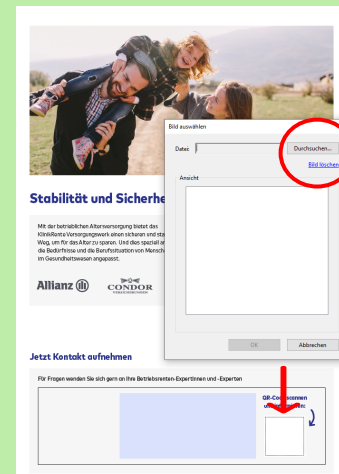 Bild auswählen
Datei:
Durchsuchen...
Bild löschen
Ansicht
OK
Abbrechen
Stabilität und Sicherhe
Mit der betrieblichen Altersversorgung bietet das
KlinikRente Versorgungswerk einen sicheren und sta
Weg, um für das Alter zu sparen. Und dies speziell an
die Bedürfnisse und die Berufssituation von Mensch
im Gesundheitswesen angepasst.
Allianz
CONDOR
VERSICHERUNGEN
Jetzt Kontakt aufnehmen
Für Fragen wenden Sie sich gern an Ihre Betriebsrenten-Expertinnen und -Experten
QR-Code scannen